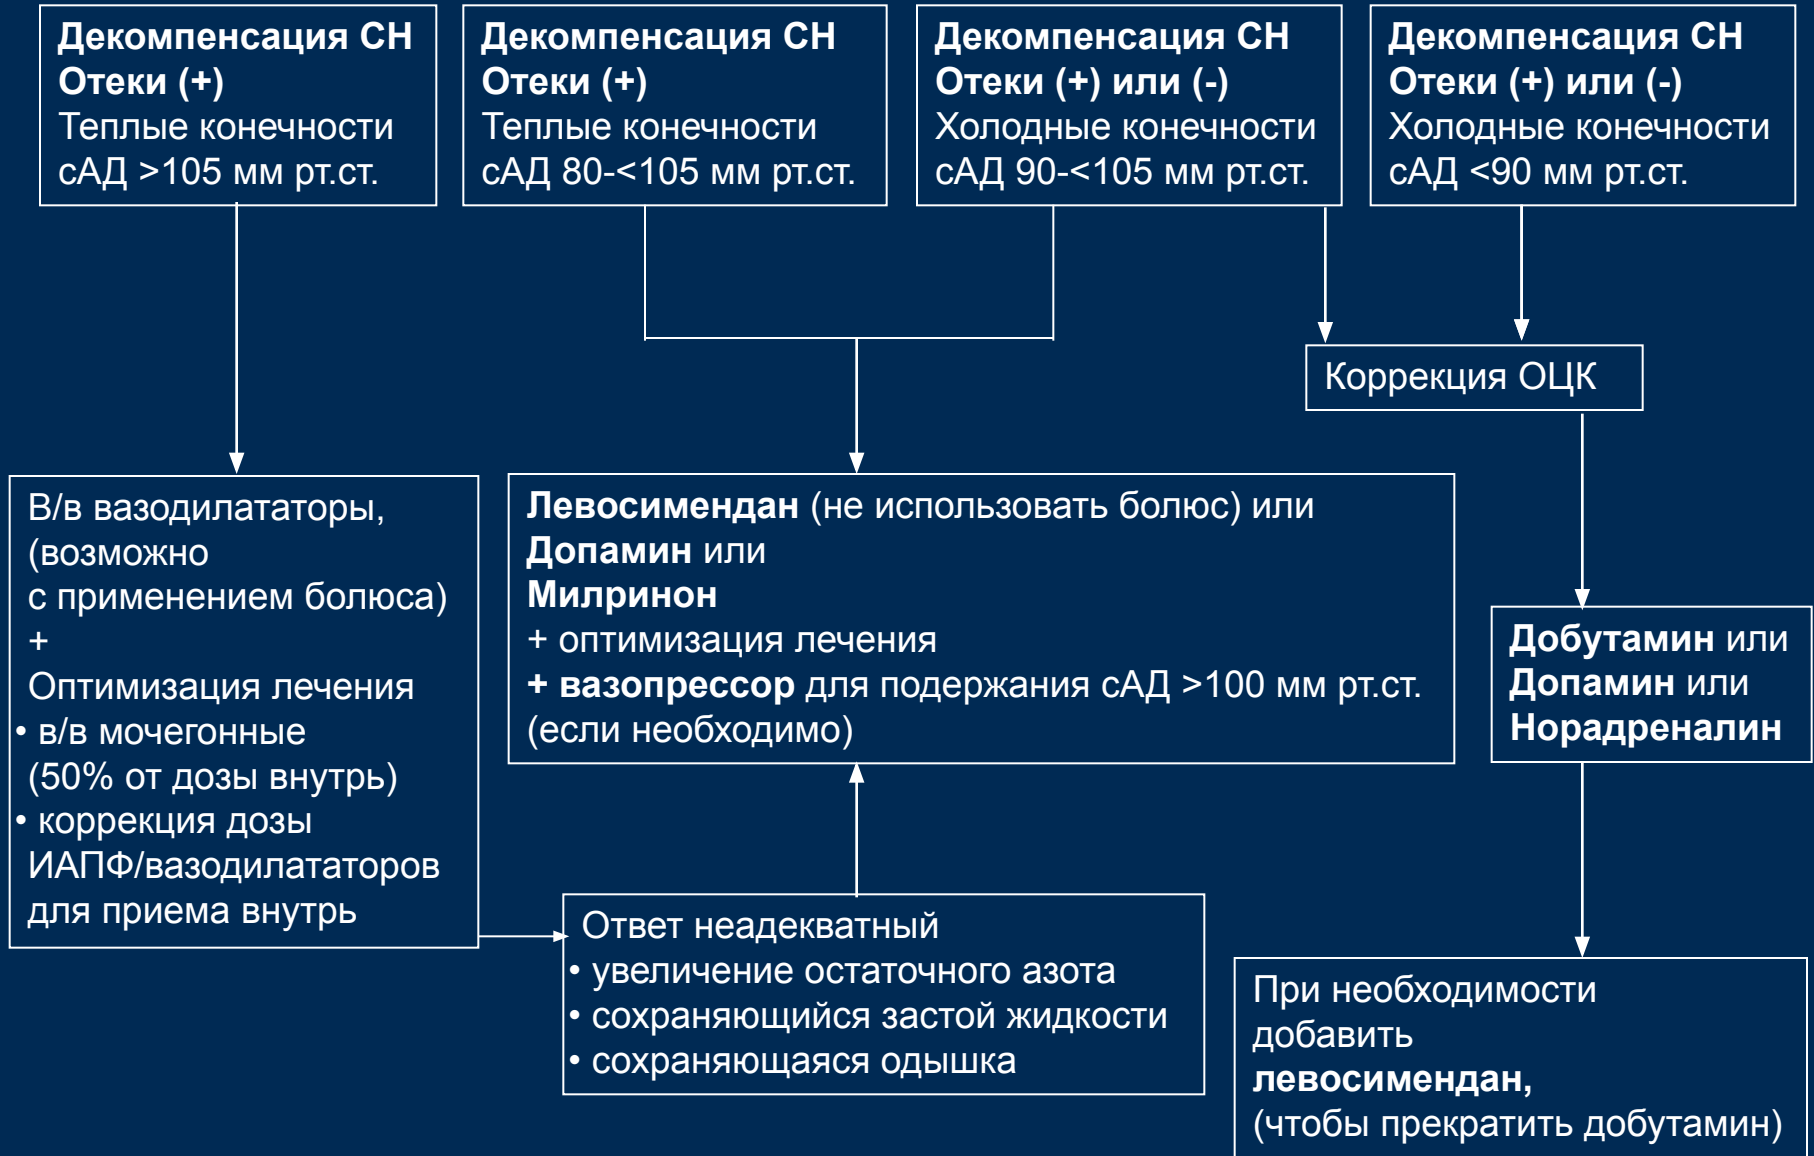 Декомпенсация СН
Отеки (+)
Теплые конечности
сАД >105 мм рт.ст.
Декомпенсация СН
Отеки (+)
Теплые конечности
сАД 80-<105 мм рт.ст.
Декомпенсация СН
Отеки (+) или (-)
Холодные конечности
сАД 90-<105 мм рт.ст.
Декомпенсация СН
Отеки (+) или (-)
Холодные конечности
сАД <90 мм рт.ст.
Коррекция ОЦК
В/в вазодилататоры,
(возможно
с применением болюса)
+
Оптимизация лечения
• в/в мочегонные
(50% от дозы внутрь)
• коррекция дозы
ИАПФ/вазодилататоров
для приема внутрь
Левосимендан (не использовать болюс) или
Допамин или
Милринон
+ оптимизация лечения
+ вазопрессор для подержания сАД >100 мм рт.ст.
(если необходимо)
Добутамин или
Допамин или
Норадреналин
Ответ неадекватный
• увеличение остаточного азота
• сохраняющийся застой жидкости
• сохраняющаяся одышка
При необходимости
добавить
левосимендан,
(чтобы прекратить добутамин)